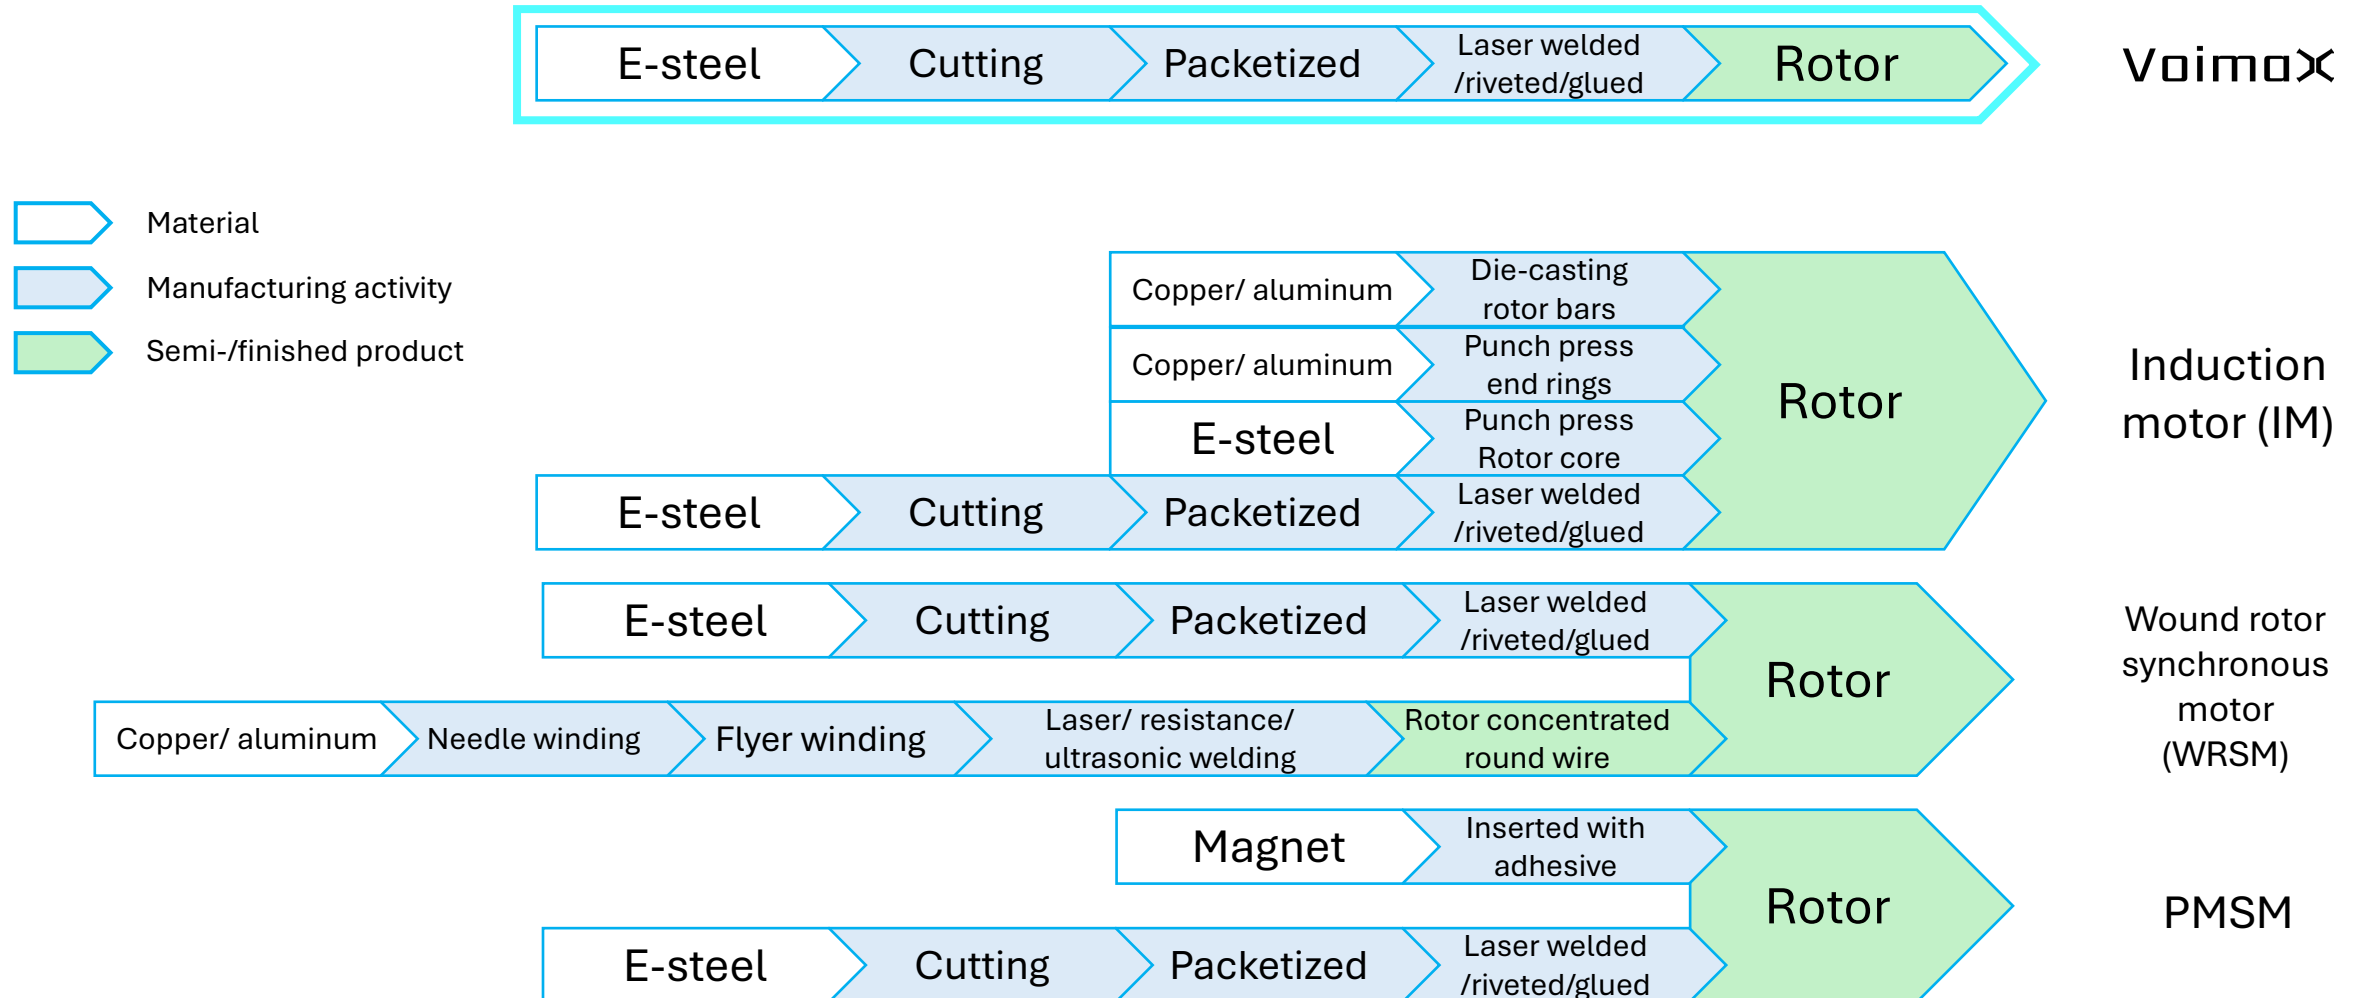 E-steel
Cutting
Packetized
Laser welded
/riveted/glued
Rotor
VoimaX
Material
Manufacturing activity
Semi-/finished product
Copper/ aluminum
Die-casting
rotor bars
Copper/ aluminum
Punch press
end rings
E-steel
Punch press
Rotor core
E-steel
Cutting
Packetized
Laser welded
/riveted/glued
Rotor
Induction
motor (IM)
E-steel
Cutting
Packetized
Laser welded
/riveted/glued
Copper/ aluminum
Needle winding
Flyer winding
Laser/ resistance/
ultrasonic welding
Rotor concentrated
round wire
Rotor
Wound rotor
synchronous
motor
(WRSM)
Magnet
Inserted with
adhesive
E-steel
Cutting
Packetized
Laser welded
/riveted/glued
Rotor
PMSM